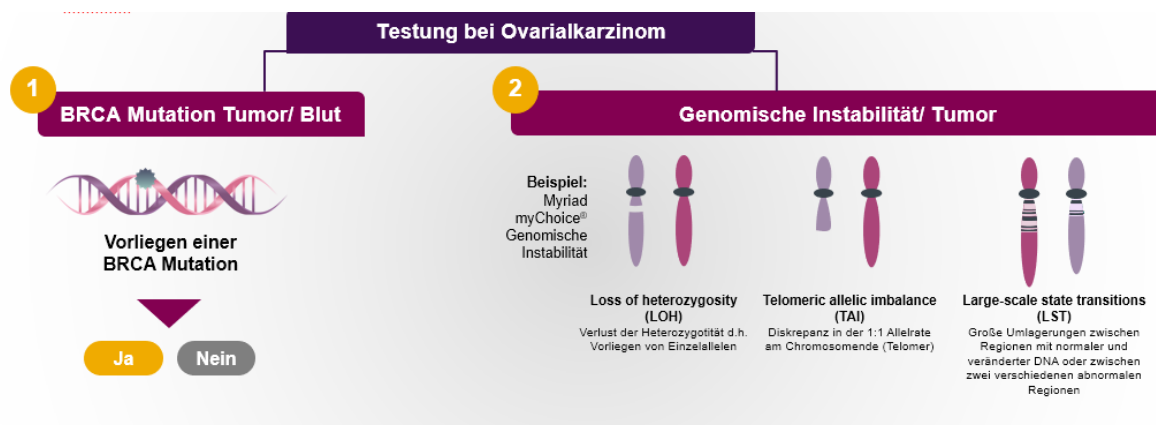 Testung bei Ovarialkarzinom
1
BRCA Mutation Tumor/ Blut
Vorliegen einer
BRCA Mutation
Ja
Nein
2
Genomische Instabilität/ Tumor
Beispiel:
Myriad
myChoice®
Genomische
Instabilität
Loss of heterozygosity
(LOH)
Verlust der Heterozygotität d.h.
Vorliegen von Einzelallelen
Telomeric allelic imbalance
(TAI)
Diskrepanz in der 1:1 Allelrate
am Chromosomende (Telomer)
Large-scale state transitions
(LST)
Große Umlagerungen zwischen
Regionen mit normaler und
veränderter DNA oder zwischen
zwei verschiedenen abnormalen
Regionen